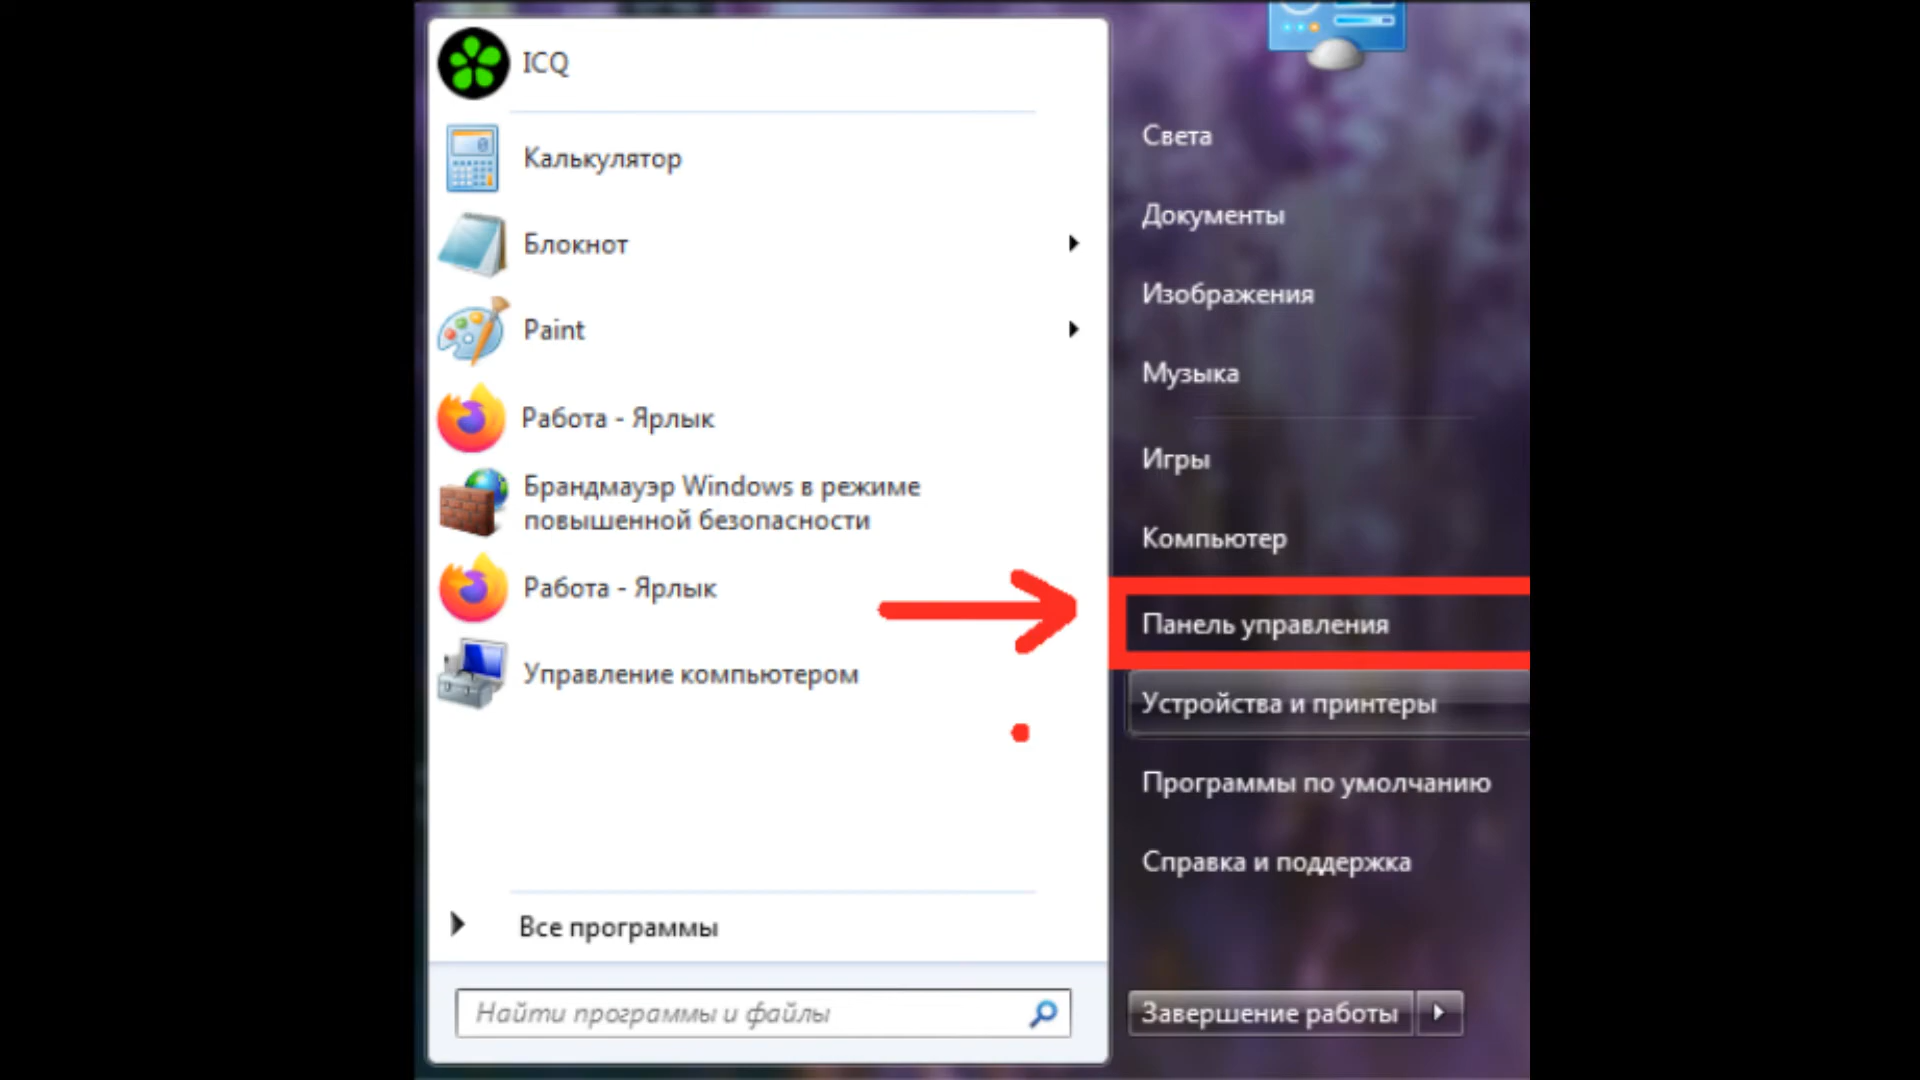 ICQ
Калькулятор
Блокнот
Paint
Работа - Ярлык
Брандмауэр Windows в режиме
повышенной безопасности
Работа - Ярлык
Управление компьютером
Все программы
Найти программы и файлы
Света
Документы
Изображения
Музыка
Игры
Компьютер
Панель управления
Устройства и принтеры
Программы по умолчанию
Справка и поддержка
Завершение работы